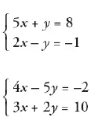 5x + y = 8
2x − y = −1
4x − 5y = −2
3x + 2y = 10